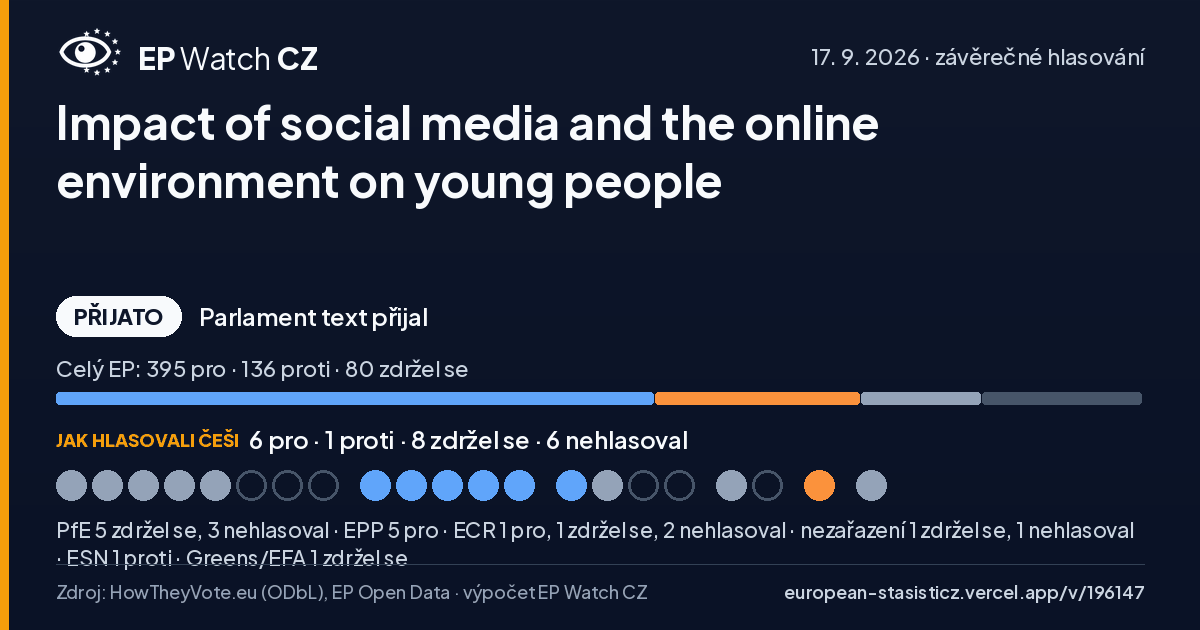 EP Watch CZ
17. 9. 2026 · závěrečné hlasování
Impact of social media and the online
environment on young people
PŘIJATO Parlament text přijal
Celý EP: 395 pro · 136 proti · 80 zdržel se
JAK HLASOVALI ČEŠI 6 pro · 1 proti · 8 zdržel se · 6 nehlasoval
PfE 5 zdržel se, 3 nehlasoval · EPP 5 pro · ECR 1 pro, 1 zdržel se, 2 nehlasoval · nezařazení 1 zdržel se, 1 nehlasoval
· ESN 1 proti · Greens/EFA 1 zdržel se
Zdroj: HowTheyVote.eu (ODbL), EP Open Data · výpočet EP Watch CZ
european-stasisticz.vercel.app/v/196147